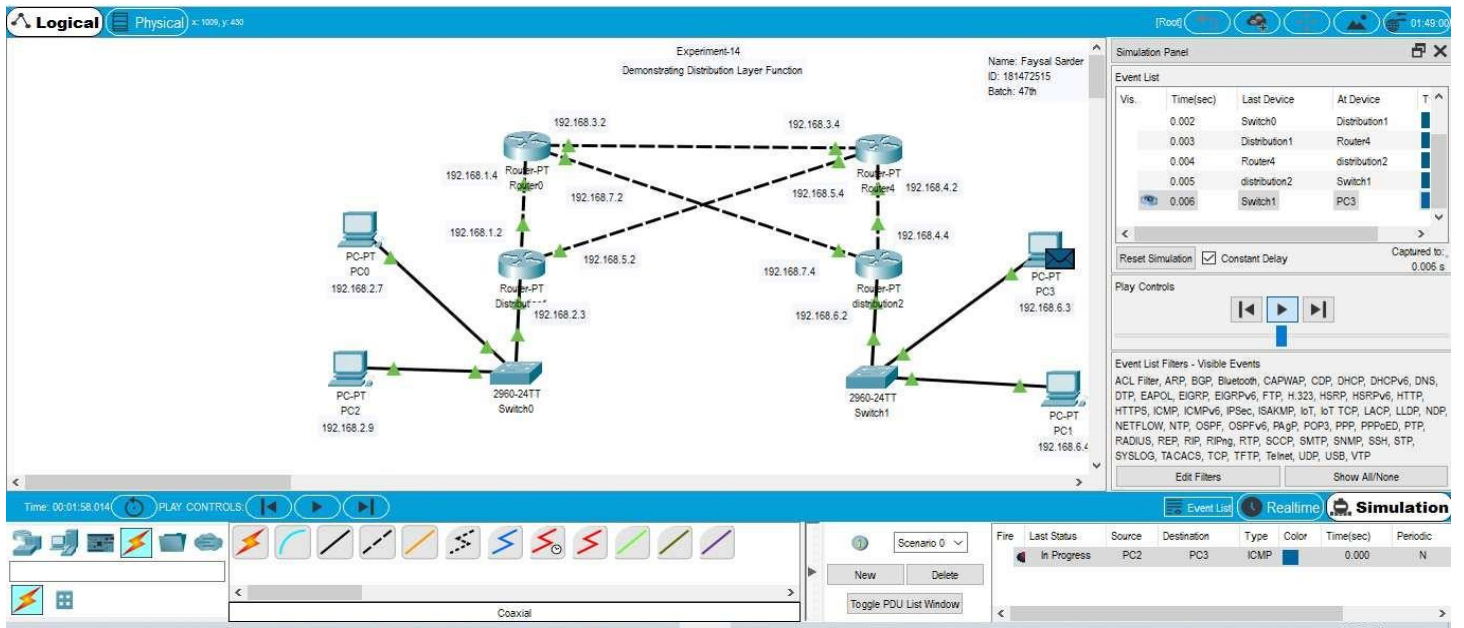 Logical
Physical
x: 1009, y: 430
[Root]
01:49:00
Experiment-14
Demonstrating Distribution Layer Function
Name: Faysal Sarder
ID: 181472515
Batch: 47th
192.168.3.2
192.168.3.4
Router-PT
Router0
192.168.1.4
192.168.7.2
192.168.5.4
Router-PT
Router4
192.168.4.2
192.168.1.2
192.168.5.2
192.168.4.4
192.168.7.4
PC-PT
PC0
192.168.2.7
Router-PT
192.168.2.3
Router-PT
distribution2
192.168.6.2
PC-PT
PC3
192.168.6.3
PC-PT
PC2
192.168.2.9
2960-24TT
Switch0
2960-24TT
Switch1
PC-PT
PC1
192.168.6.4
Simulation Panel
Event List
Vis. Time(sec) Last Device At Device T
0.002 Switch0 Distribution1
0.003 Distribution1 Router4
0.004 Router4 distribution2
0.005 distribution2 Switch1
0.006 Switch1 PC3
Reset Simulation Constant Delay
Captured to:
0.006 s
Play Controls
Event List Filters - Visible Events
ACL Filter, ARP, BGP, Bluetooth, CAPWAP, CDP, DHCP, DHCPv6, DNS,
DTP, EAPOL, EIGRP, EIGRPv6, FTP, H.323, HSRP, HSRPv6, HTTP,
HTTPS, ICMP, ICMPv6, IPSec, ISAKMP, IoT, IoT TCP, LACP, LLDP, NDP,
NETFLOW, NTP, OSPF, OSPFv6, PAgP, POP3, PPP, PPPoED, PTP,
RADIUS, REP, RIP, RIPng, RTP, SCCP, SMTP, SNMP, SSH, STP,
SYSLOG, TACACS, TCP, TFTP, Telnet, UDP, USB, VTP
Edit Filters Show All/None
Time: 00:01:58.014 PLAY CONTROLS:
Event List
Realtime
Simulation
Coaxial
Scenario 0
New Delete
Toggle PDU List Window
Fire Last Status Source Destination Type Color Time(sec) Periodic
In Progress PC2 PC3 ICMP 0.000 N